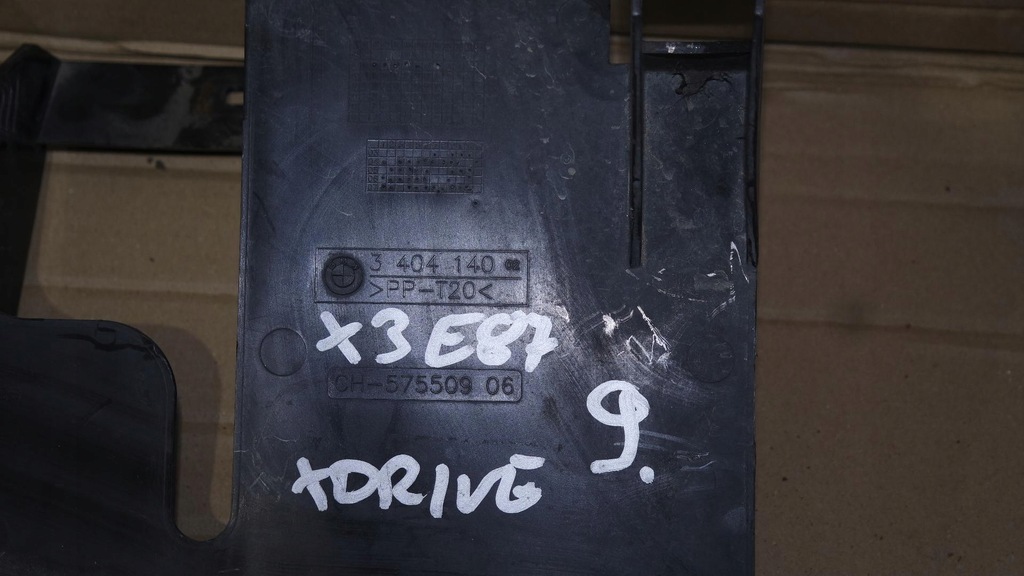 3 404 140
>PP-T20<
X3 E87
CH-575509 06
9.
XDRIVE